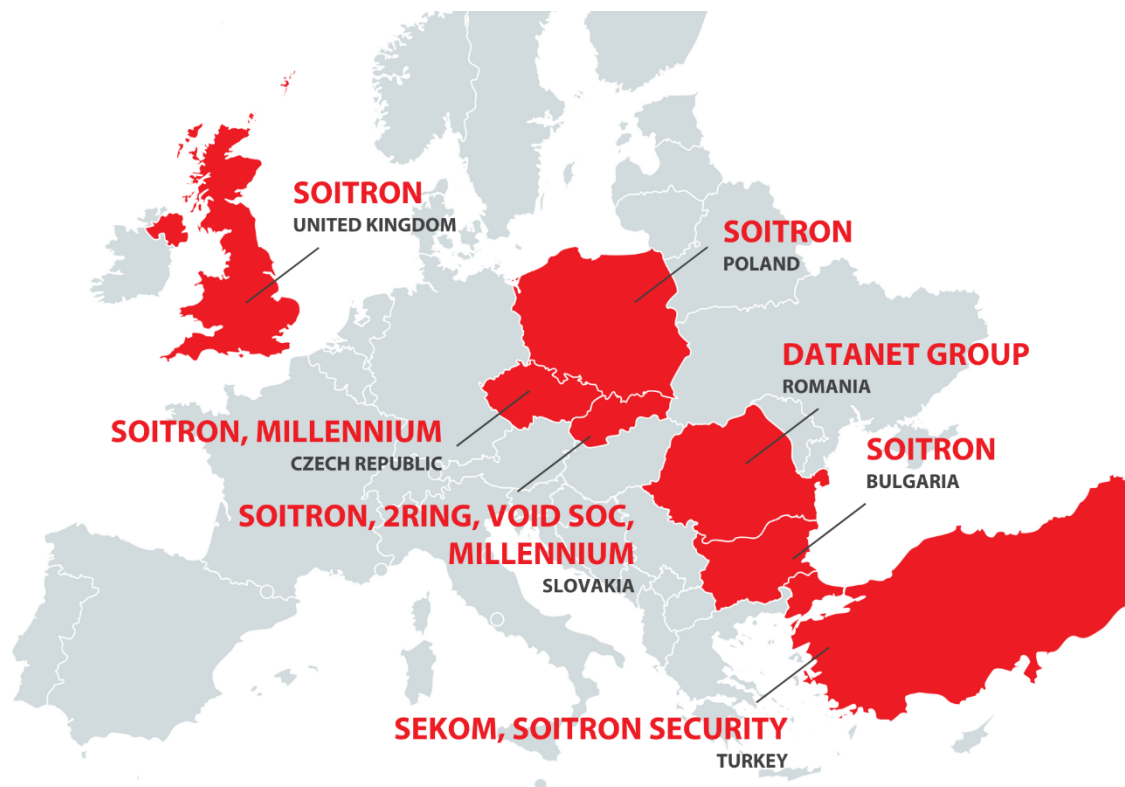 SOITRON
UNITED KINGDOM
SOITRON
POLAND
DATANET GROUP
ROMANIA
SOITRON, MILLENNIUM
CZECH REPUBLIC
SOITRON
BULGARIA
SOITRON, 2RING, VOID SOC,
MILLENNIUM
SLOVAKIA
SEKOM, SOITRON SECURITY
TURKEY